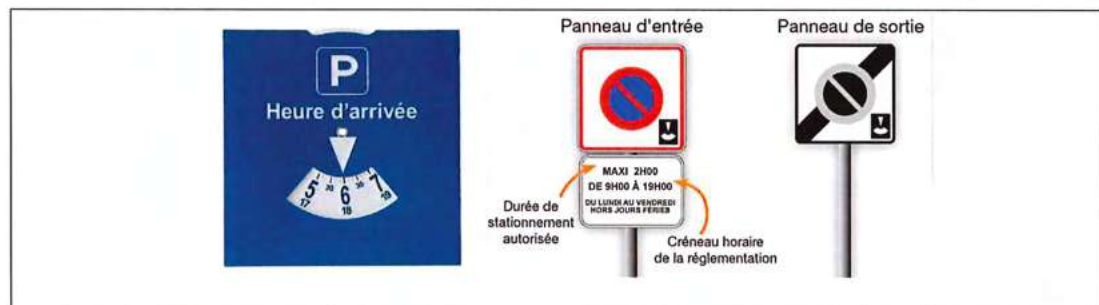 Panneau d'entrée
Panneau de sortie
P
Heure d'arrivée
5 30 6 30 7
17 18 19
MAXI 2H00
DE 9H00 À 19H00
DU LUNDI AU VENDREDI
HORS JOURS FÉRIÉS
Durée de
stationnement
autorisée
Créneau horaire
de la réglementation